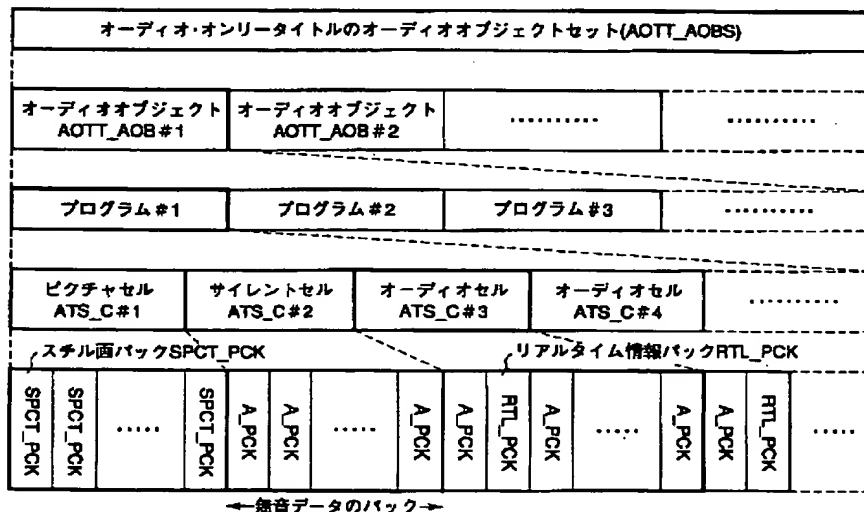 オーディオ・オンリータイトルのオーディオオブジェクトセット(AOTT_AOBS)
オーディオオブジェクト
AOTT_AOB#1
オーディオオブジェクト
AOTT_AOB#2
··········
··········
プログラム#1
プログラム#2
プログラム#3
··········
ピクチャセル
ATS_C#1
サイレントセル
ATS_C#2
オーディオセル
ATS_C#3
オーディオセル
ATS_C#4
··········
スチル画パックSPCT_PCK
リアルタイム情報パックRTL_PCK
SPCT_PCK
SPCT_PCK
·····
SPCT_PCK
A_PCK
A_PCK
·····
A_PCK
A_PCK
RTL_PCK
A_PCK
·····
A_PCK
A_PCK
RTL_PCK
·····
無音データのパック